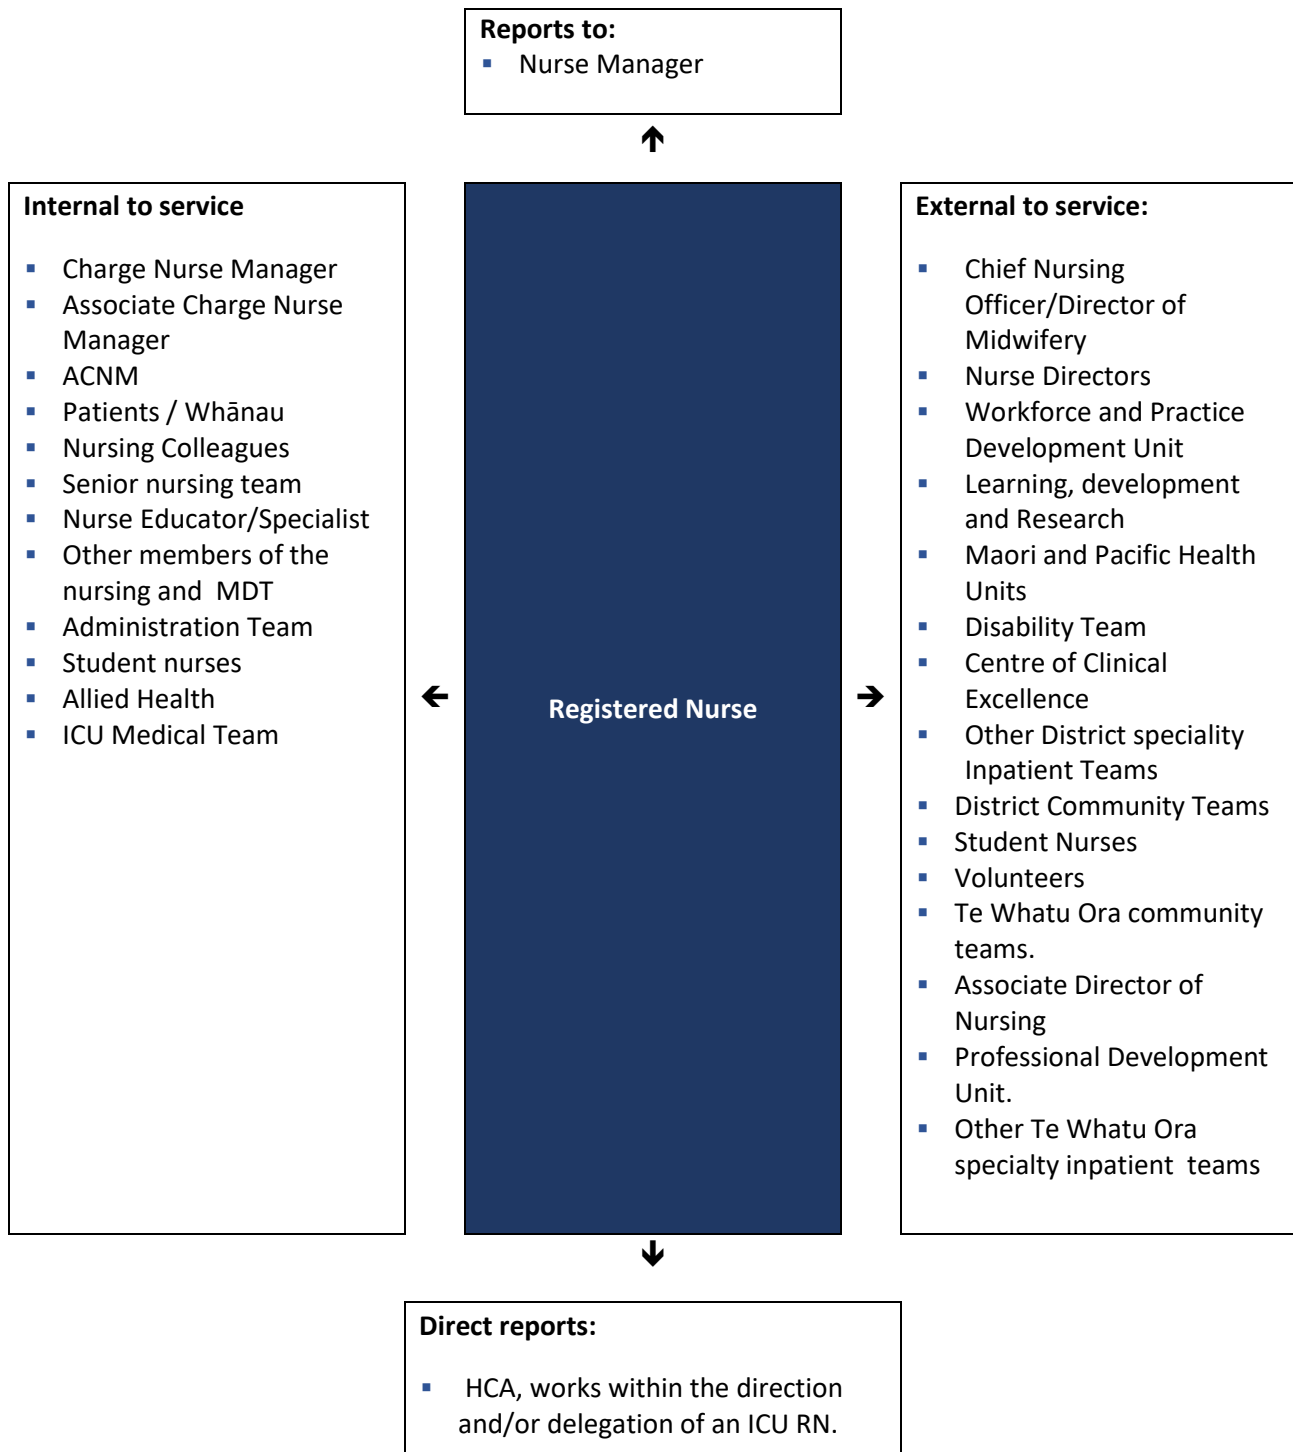 Reports to:
▪ Nurse Manager
Internal to service
▪ Charge Nurse Manager
▪ Associate Charge Nurse
Manager
▪ ACNM
▪ Patients / Whānau
▪ Nursing Colleagues
▪ Senior nursing team
▪ Nurse Educator/Specialist
▪ Other members of the
nursing and  MDT
▪ Administration Team
▪ Student nurses
▪ Allied Health
▪ ICU Medical Team
Registered Nurse
External to service:
▪ Chief Nursing
Officer/Director of
Midwifery
▪ Nurse Directors
▪ Workforce and Practice
Development Unit
▪ Learning, development
and Research
▪ Maori and Pacific Health
Units
▪ Disability Team
▪ Centre of Clinical
Excellence
▪ Other District speciality
Inpatient Teams
▪ District Community Teams
▪ Student Nurses
▪ Volunteers
▪ Te Whatu Ora community
teams.
▪ Associate Director of
Nursing
▪ Professional Development
Unit.
▪ Other Te Whatu Ora
specialty inpatient  teams
Direct reports:
▪ HCA, works within the direction
and/or delegation of an ICU RN.